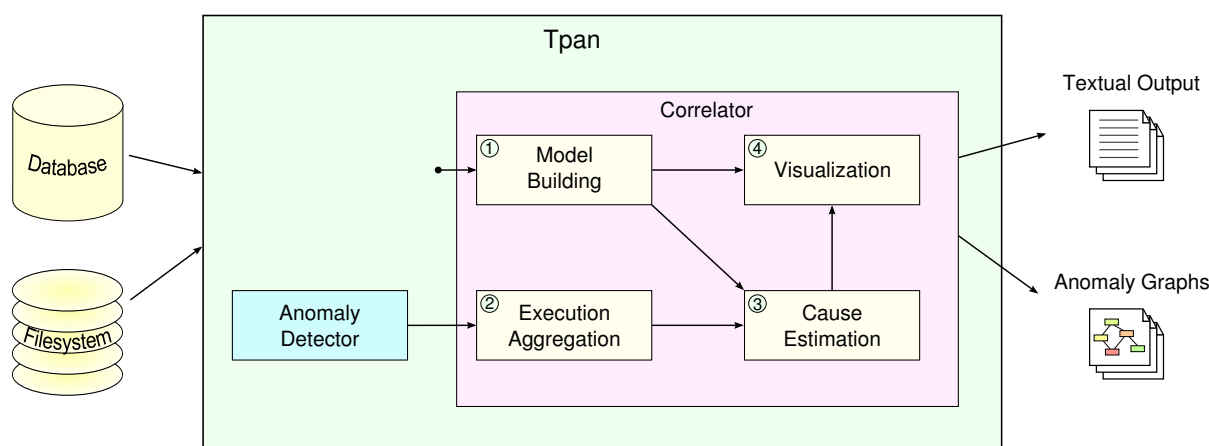 Tpan
Database
Filesystem
Anomaly
Detector
Correlator
1
Model
Building
2
Execution
Aggregation
4
Visualization
3
Cause
Estimation
Textual Output
Anomaly Graphs